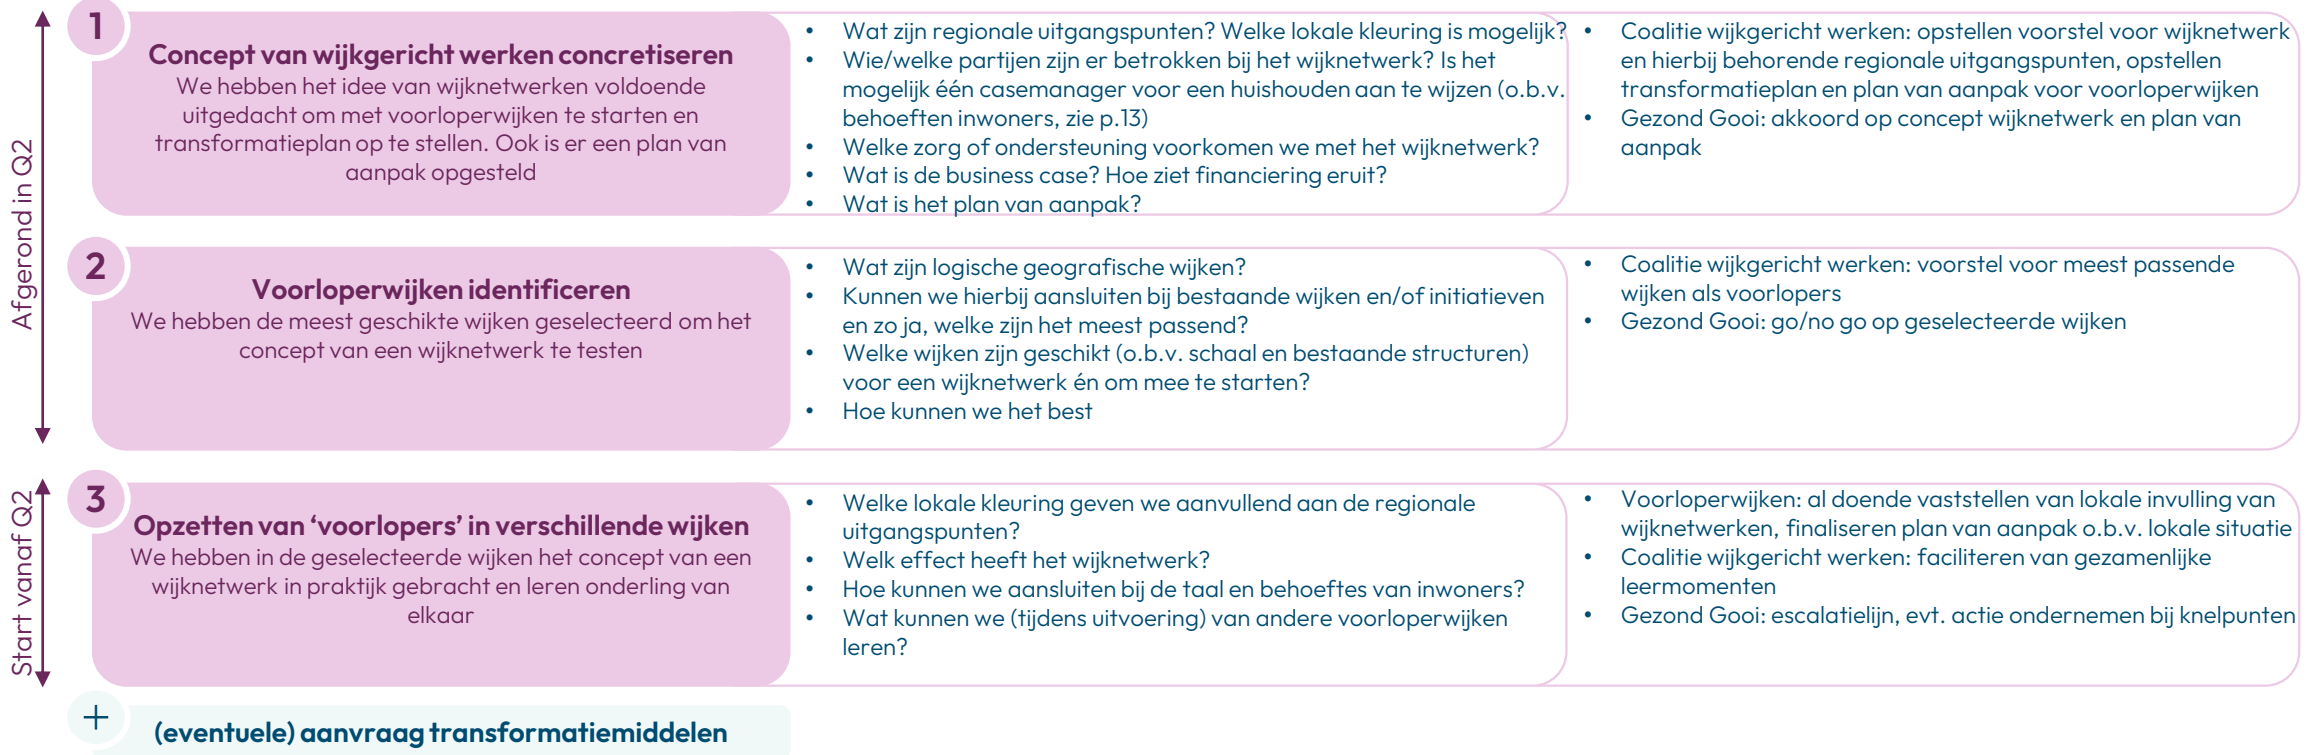 Afgerond in Q2
1
Concept van wijkgericht werken concretiseren
We hebben het idee van wijknetwerken voldoende
uitgedacht om met voorloperwijken te starten en
transformatieplan op te stellen. Ook is er een plan van
aanpak opgesteld
• Wat zijn regionale uitgangspunten? Welke lokale kleuring is mogelijk?
• Wie/welke partijen zijn er betrokken bij het wijknetwerk? Is het
mogelijk één casemanager voor een huishouden aan te wijzen (o.b.v.
behoeften inwoners, zie p.13)
• Welke zorg of ondersteuning voorkomen we met het wijknetwerk?
• Wat is de business case? Hoe ziet financiering eruit?
• Wat is het plan van aanpak?
• Coalitie wijkgericht werken: opstellen voorstel voor wijknetwerk
en hierbij behorende regionale uitgangspunten, opstellen
transformatieplan en plan van aanpak voor voorloperwijken
• Gezond Gooi: akkoord op concept wijknetwerk en plan van
aanpak
2
Voorloperwijken identificeren
We hebben de meest geschikte wijken geselecteerd om het
concept van een wijknetwerk te testen
• Wat zijn logische geografische wijken?
• Kunnen we hierbij aansluiten bij bestaande wijken en/of initiatieven
en zo ja, welke zijn het meest passend?
• Welke wijken zijn geschikt (o.b.v. schaal en bestaande structuren)
voor een wijknetwerk én om mee te starten?
• Hoe kunnen we het best
• Coalitie wijkgericht werken: voorstel voor meest passende
wijken als voorlopers
• Gezond Gooi: go/no go op geselecteerde wijken
Start vanaf Q2
3
Opzetten van ‘voorlopers’ in verschillende wijken
We hebben in de geselecteerde wijken het concept van een
wijknetwerk in praktijk gebracht en leren onderling van
elkaar
• Welke lokale kleuring geven we aanvullend aan de regionale
uitgangspunten?
• Welk effect heeft het wijknetwerk?
• Hoe kunnen we aansluiten bij de taal en behoeftes van inwoners?
• Wat kunnen we (tijdens uitvoering) van andere voorloperwijken
leren?
• Voorloperwijken: al doende vaststellen van lokale invulling van
wijknetwerken, finaliseren plan van aanpak o.b.v. lokale situatie
• Coalitie wijkgericht werken: faciliteren van gezamenlijke
leermomenten
• Gezond Gooi: escalatielijn, evt. actie ondernemen bij knelpunten
+
(eventuele) aanvraag transformatiemiddelen